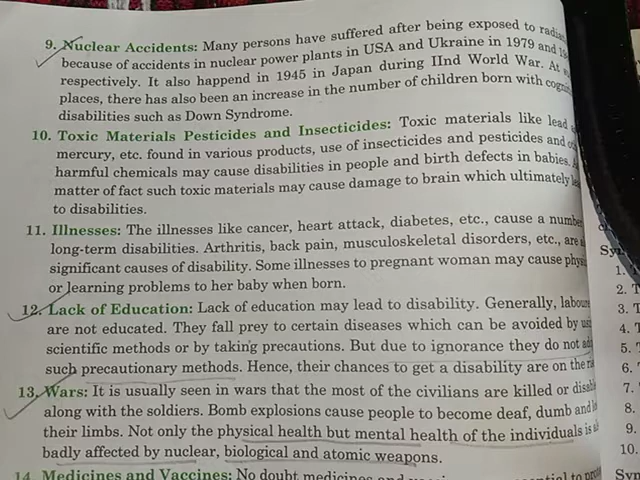 9. Nuclear Accidents: Many persons have suffered after being exposed to
because of accidents in nuclear power plants in USA and Ukraine in 1979 and
respectively. It also happend in 1945 in Japan during IInd World War. At
places, there has also been an increase in the number of children born with
disabilities such as Down Syndrome.
10. Toxic Materials Pesticides and Insecticides: Toxic materials like lead
mercury, etc. found in various products, use of insecticides and pesticides and
harmful chemicals may cause disabilities in people and birth defects in babies.
matter of fact such toxic materials may cause damage to brain which ultimately
to disabilities.
11. Illnesses: The illnesses like cancer, heart attack, diabetes, etc., cause a
long-term disabilities. Arthritis, back pain, musculoskeletal disorders, etc., are
significant causes of disability. Some illnesses to pregnant woman may cause
or learning problems to her baby when born.
12. Lack of Education: Lack of education may lead to disability. Generally,
are not educated. They fall prey to certain diseases which can be avoided by
scientific methods or by taking precautions. But due to ignorance they do not
such precautionary methods. Hence, their chances to get a disability are on the
13. Wars: It is usually seen in wars that the most of the civilians are killed or
along with the soldiers. Bomb explosions cause people to become deaf, dumb and
their limbs. Not only the physical health but mental health of the individuals is
badly affected by nuclear, biological and atomic weapons.
14. Medicines and Vaccines: No doubt
1.
2.
3.
4.
5.
6.
7.
8.
9.
10.